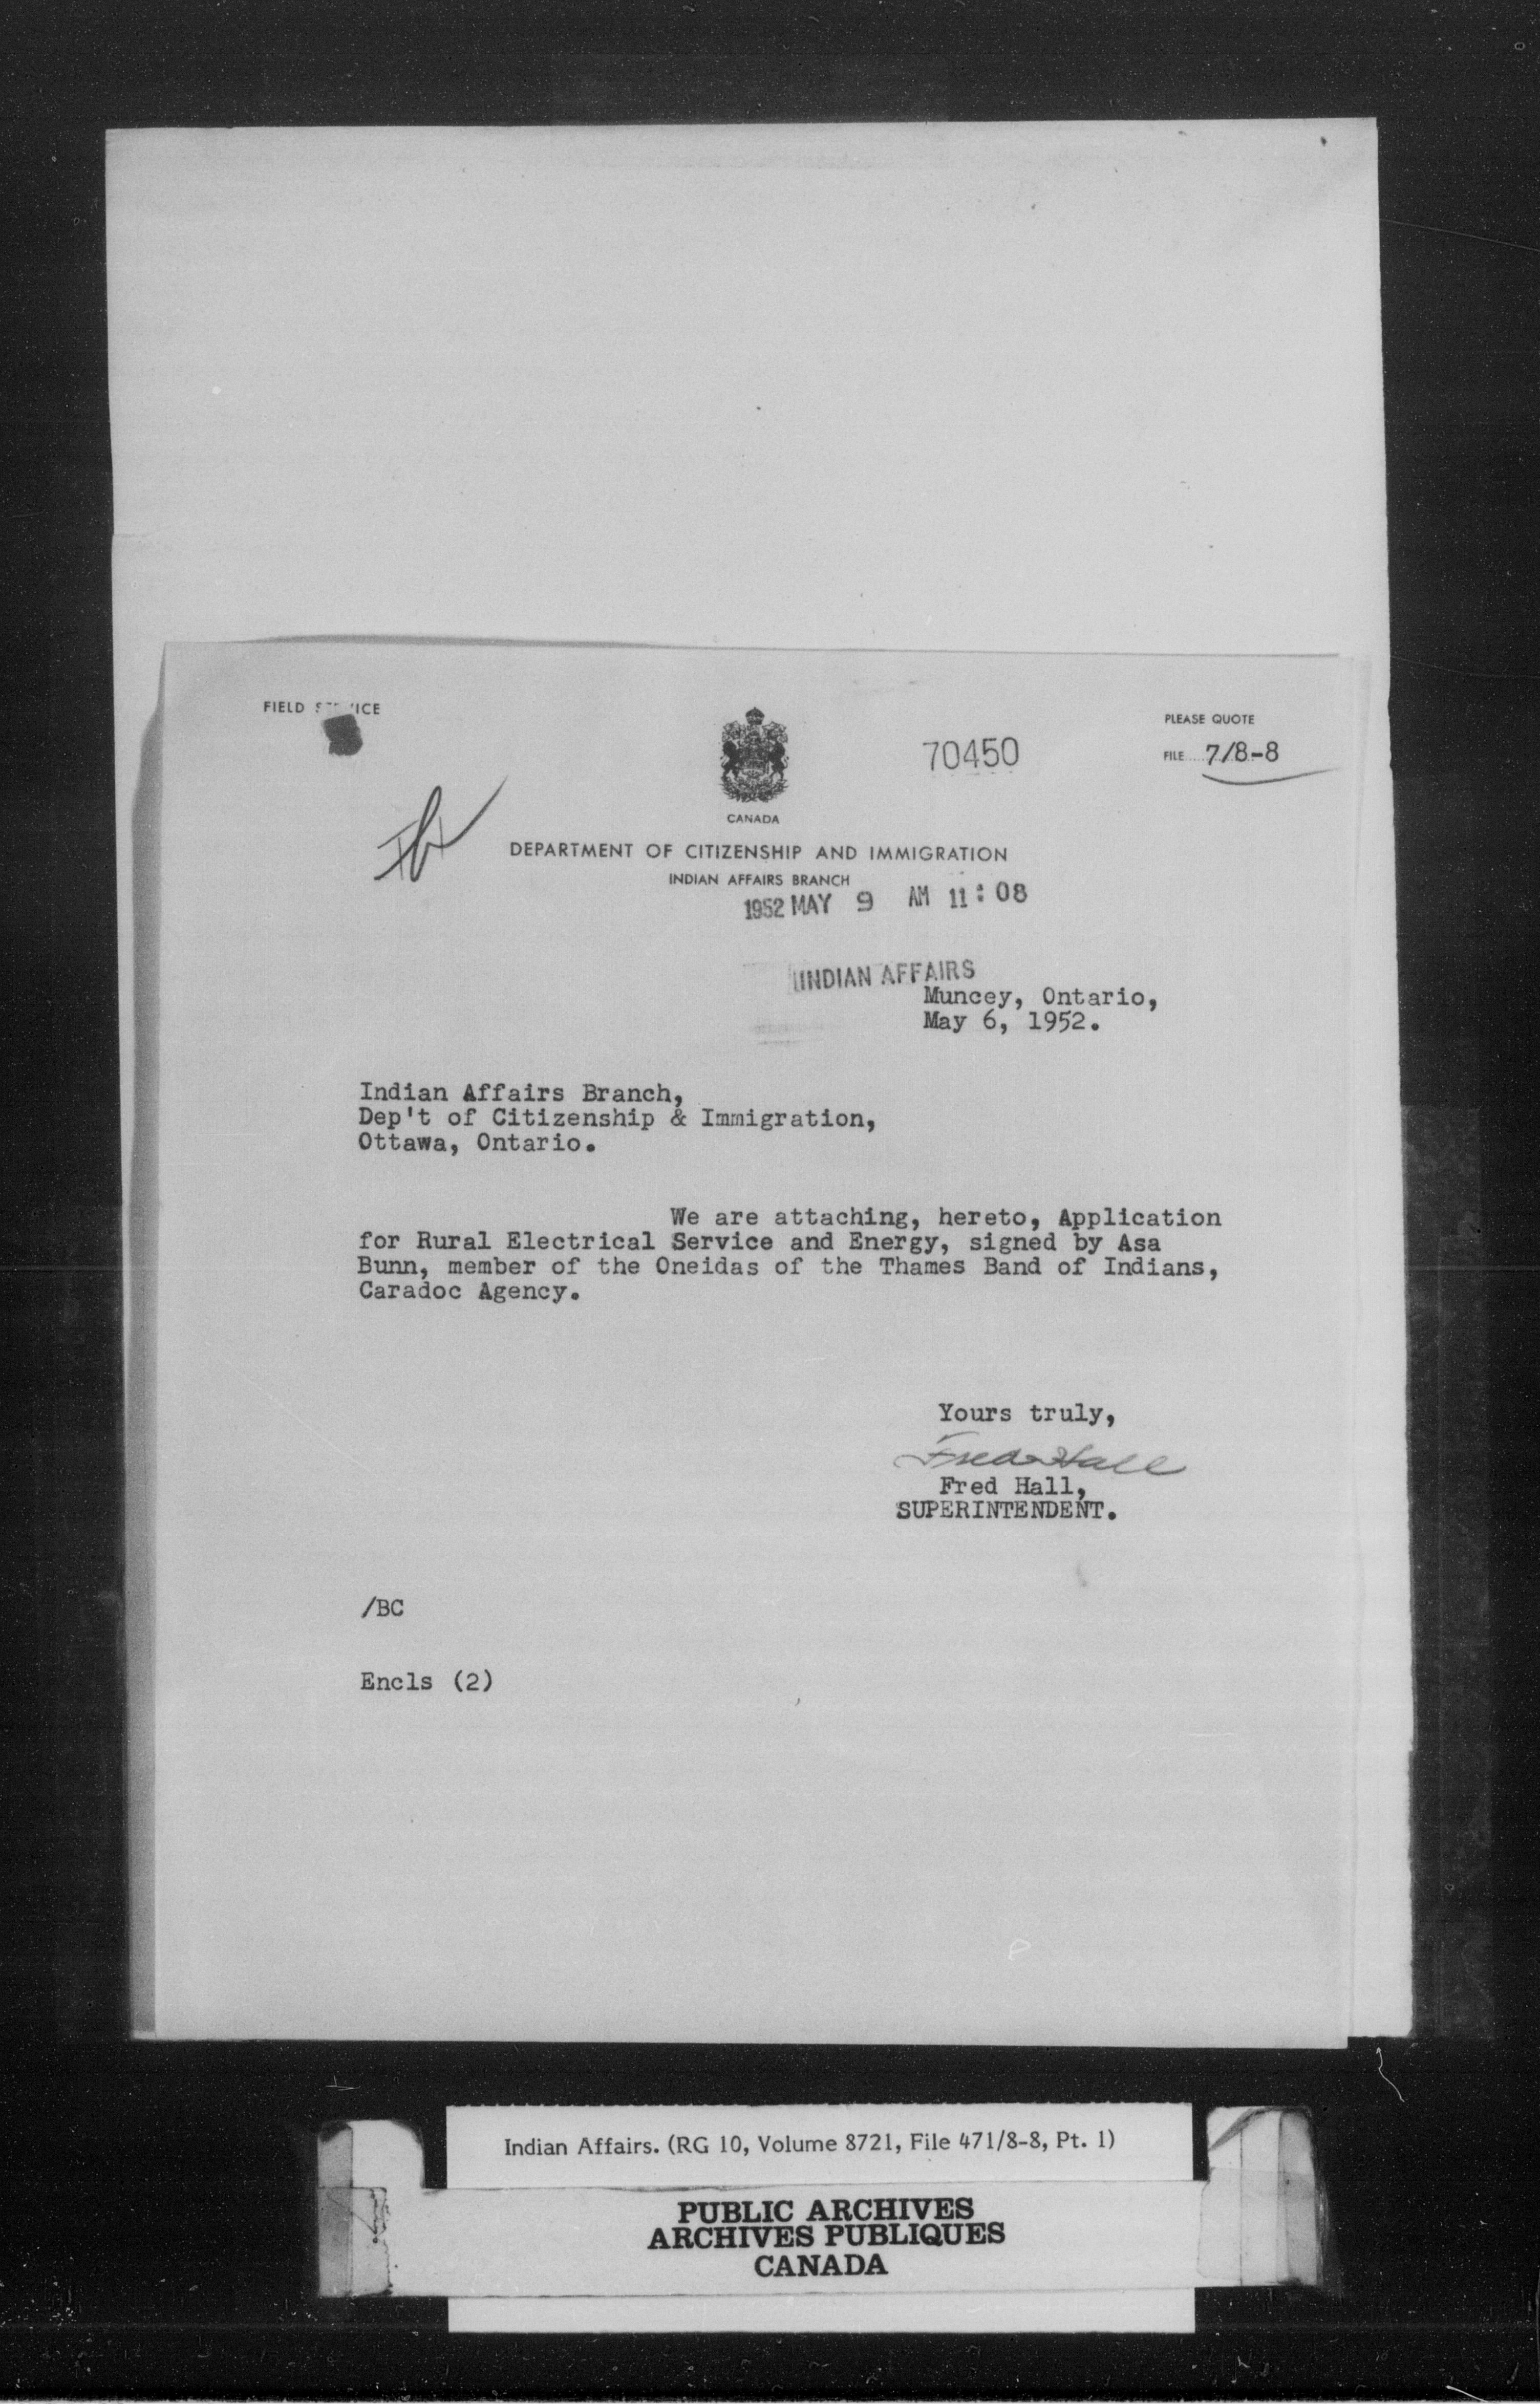 FIELD
PLEASE QUOTE
70450
FILE 7/8-8
CANADA
DEPARTMENT OF CITIZENSHIP AND IMMIGRATION
INDIAN AFFAIRS BRANCH
1952 MAY 9 AM 11:08
INDIAN AFFAIRS
Muncey, Ontario,
May 6, 1952.
Indian Affairs Branch,
Dep't of Citizenship & Immigration,
Ottawa, Ontario.
We are attaching, hereto, Application
for Rural Electrical Service and Energy, signed by Asa
Bunn, member of the Oneidas of the Thames Band of Indians,
Caradoc Agency.
Yours truly,
Fred Hall
Fred Hall,
SUPERINTENDENT.
/BC
Encls (2)
Indian Affairs. (RG 10, Volume 8721, File 471/8-8, Pt. 1)
PUBLIC ARCHIVES
ARCHIVES PUBLIQUES
CANADA